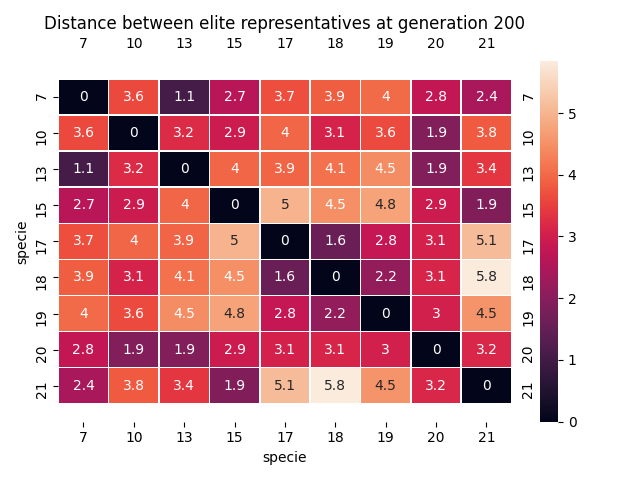 Distance between elite representatives at generation 200
7 10 13 15 17 18 19 20 21
7 0 3.6 1.1 2.7 3.7 3.9 4 2.8 2.4 7
10 3.6 0 3.2 2.9 4 3.1 3.6 1.9 3.8 10
13 1.1 3.2 0 4 3.9 4.1 4.5 1.9 3.4 13
15 2.7 2.9 4 0 5 4.5 4.8 2.9 1.9 15
17 3.7 4 3.9 5 0 1.6 2.8 3.1 5.1 17
18 3.9 3.1 4.1 4.5 1.6 0 2.2 3.1 5.8 18
19 4 3.6 4.5 4.8 2.8 2.2 0 3 4.5 19
20 2.8 1.9 1.9 2.9 3.1 3.1 3 0 3.2 20
21 2.4 3.8 3.4 1.9 5.1 5.8 4.5 3.2 0 21
7 10 13 15 17 18 19 20 21
specie
specie
5
4
3
2
1
0